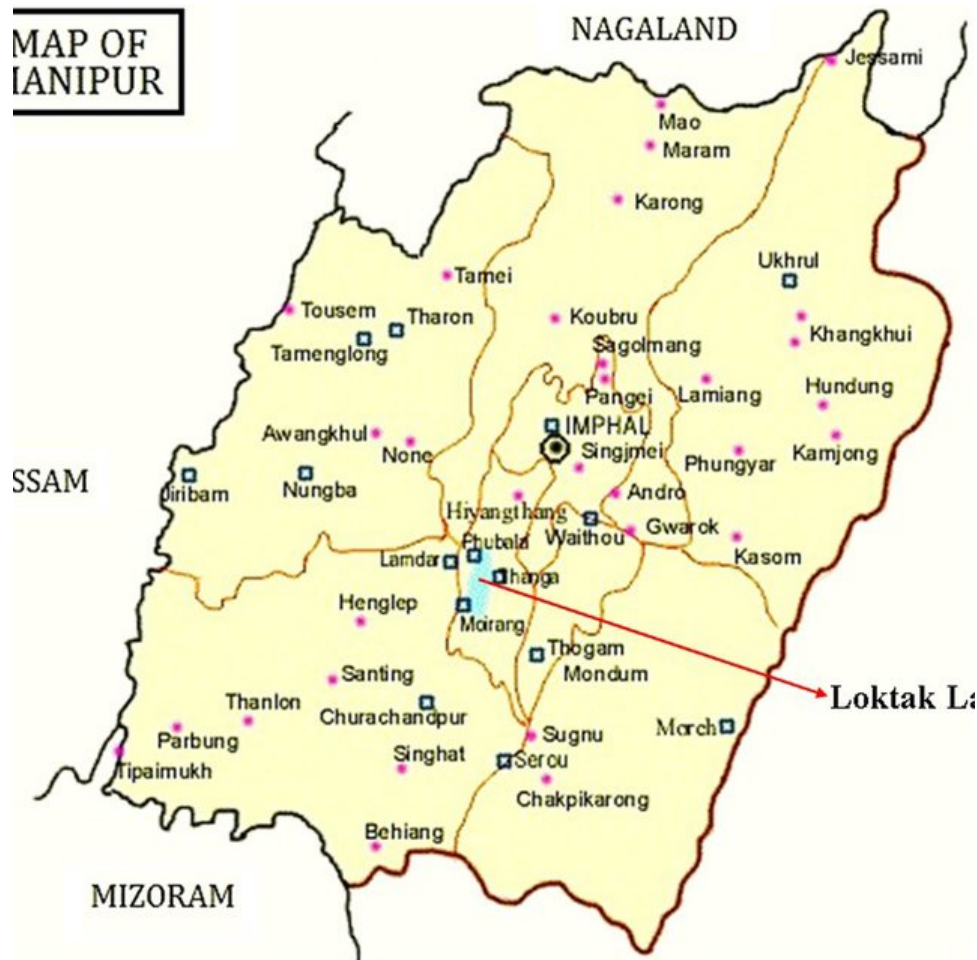 NAGALAND
MAP OF
IANIPUR
Jessami
Mao
Maram
Karong
Ukhrul
Tamei
Tousem
Tharon
Koubru
Khangkhui
Tamenglong
Sagolmang
Pangei
Lamiang
Hundung
Awangkhul
IMPHAL
None
Singjmei
Phungyar
Kamjong
SSAM
Jiribam
Nungba
Andro
Hiyangthang
Waithou
Gwarok
Kasom
Phubala
Lamdar
Thanga
Henglep
Moirang
Thogam
Mondum
Santing
Loktak La
Thanlon
Churachandpur
Morch
Parbung
Sugnu
Singhat
Serou
Tipaimukh
Chakpikarong
Behiang
MIZORAM